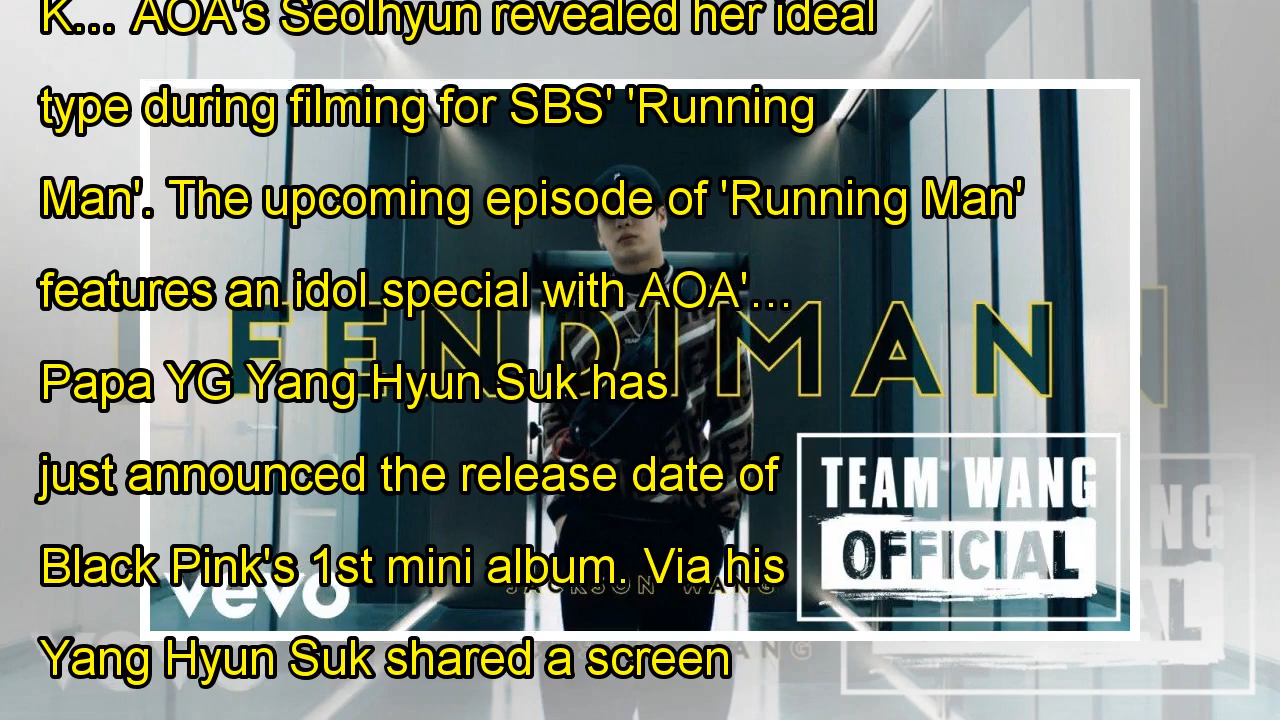 K... AOA's Seolhyun revealed her ideal
type during filming for SBS' 'Running
Man'. The upcoming episode of 'Running Man'
features an idol special with AOA'...
FENDIMAN
Papa YG Yang Hyun Suk has
TEAM WANG
just announced the release date of
OFFICIAL
Black Pink's 1st mini album. Via his
vevo
JACKSON WANG
Yang Hyun Suk shared a screen